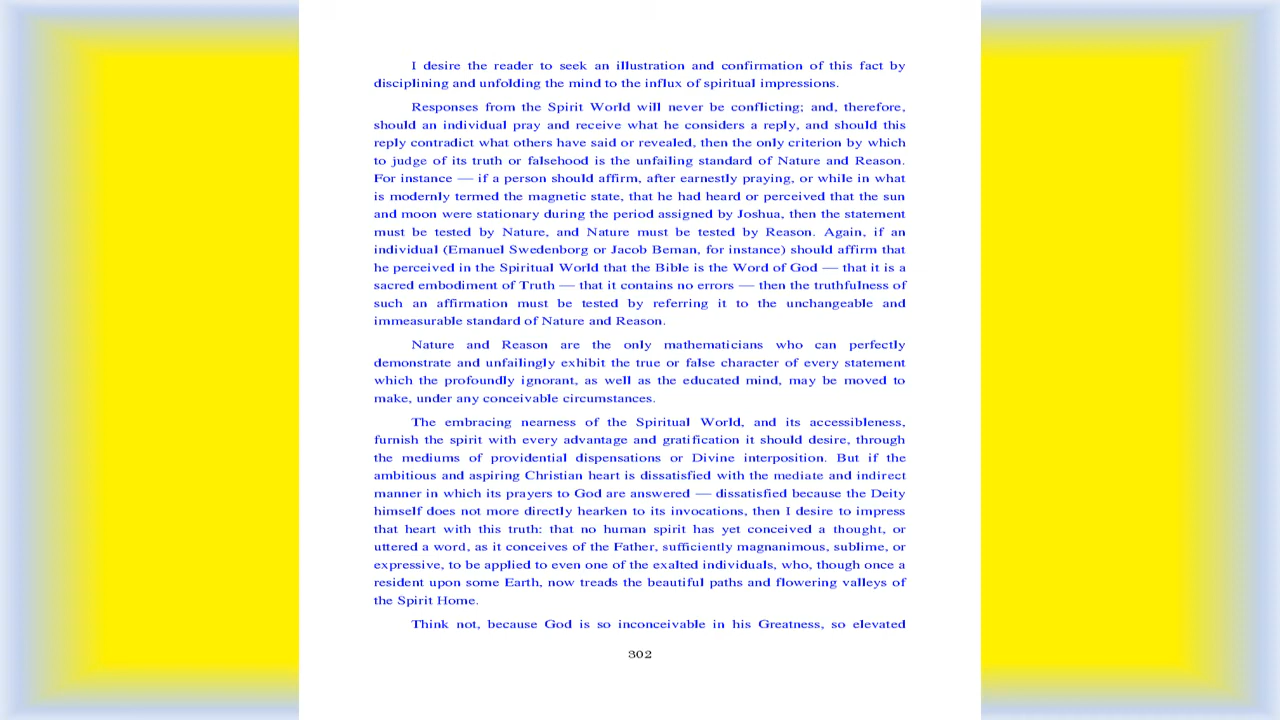 I desire the reader to seek an illustration and confirmation of this fact by
disciplining and unfolding the mind to the influx of spiritual impressions.
Responses from the Spirit World will never be conflicting; and, therefore,
should an individual pray and receive what he considers a reply, and should this
reply contradict what others have said or revealed, then the only criterion by which
to judge of its truth or falsehood is the unfailing standard of Nature and Reason.
For instance — if a person should affirm, after earnestly praying, or while in what
is modernly termed the magnetic state, that he had heard or perceived that the sun
and moon were stationary during the period assigned by Joshua, then the statement
must be tested by Nature, and Nature must be tested by Reason. Again, if an
individual (Emanuel Swedenborg or Jacob Beman, for instance) should affirm that
he perceived in the Spiritual World that the Bible is the Word of God — that it is a
sacred embodiment of Truth — that it contains no errors — then the truthfulness of
such an affirmation must be tested by referring it to the unchangeable and
immeasurable standard of Nature and Reason.
Nature and Reason are the only mathematicians who can perfectly
demonstrate and unfailingly exhibit the true or false character of every statement
which the profoundly ignorant, as well as the educated mind, may be moved to
make, under any conceivable circumstances.
The embracing nearness of the Spiritual World, and its accessibleness,
furnish the spirit with every advantage and gratification it should desire, through
the mediums of providential dispensations or Divine interposition. But if the
ambitious and aspiring Christian heart is dissatisfied with the mediate and indirect
manner in which its prayers to God are answered — dissatisfied because the Deity
himself does not more directly hearken to its invocations, then I desire to impress
that heart with this truth: that no human spirit has yet conceived a thought, or
uttered a word, as it conceives of the Father, sufficiently magnanimous, sublime, or
expressive, to be applied to even one of the exalted individuals, who, though once a
resident upon some Earth, now treads the beautiful paths and flowering valleys of
the Spirit Home.
Think not, because God is so inconceivable in his Greatness, so elevated
302